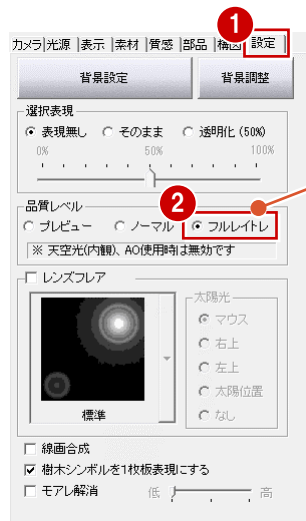 1
カメラ|光源|表示|素材|質感|部品|構図|設定
背景設定 背景調整
選択表現
表現無し そのまま 透明化(50%)
0% 50% 100%
品質レベル
2
プレビュー ノーマル フルレイトレ
※ 天空光(内観)、AO使用時は無効です
レンズフレア
太陽光
マウス
右上
左上
太陽位置
なし
標準
線画合成
樹木シンボルを1枚板表現にする
モアレ解消 低 高